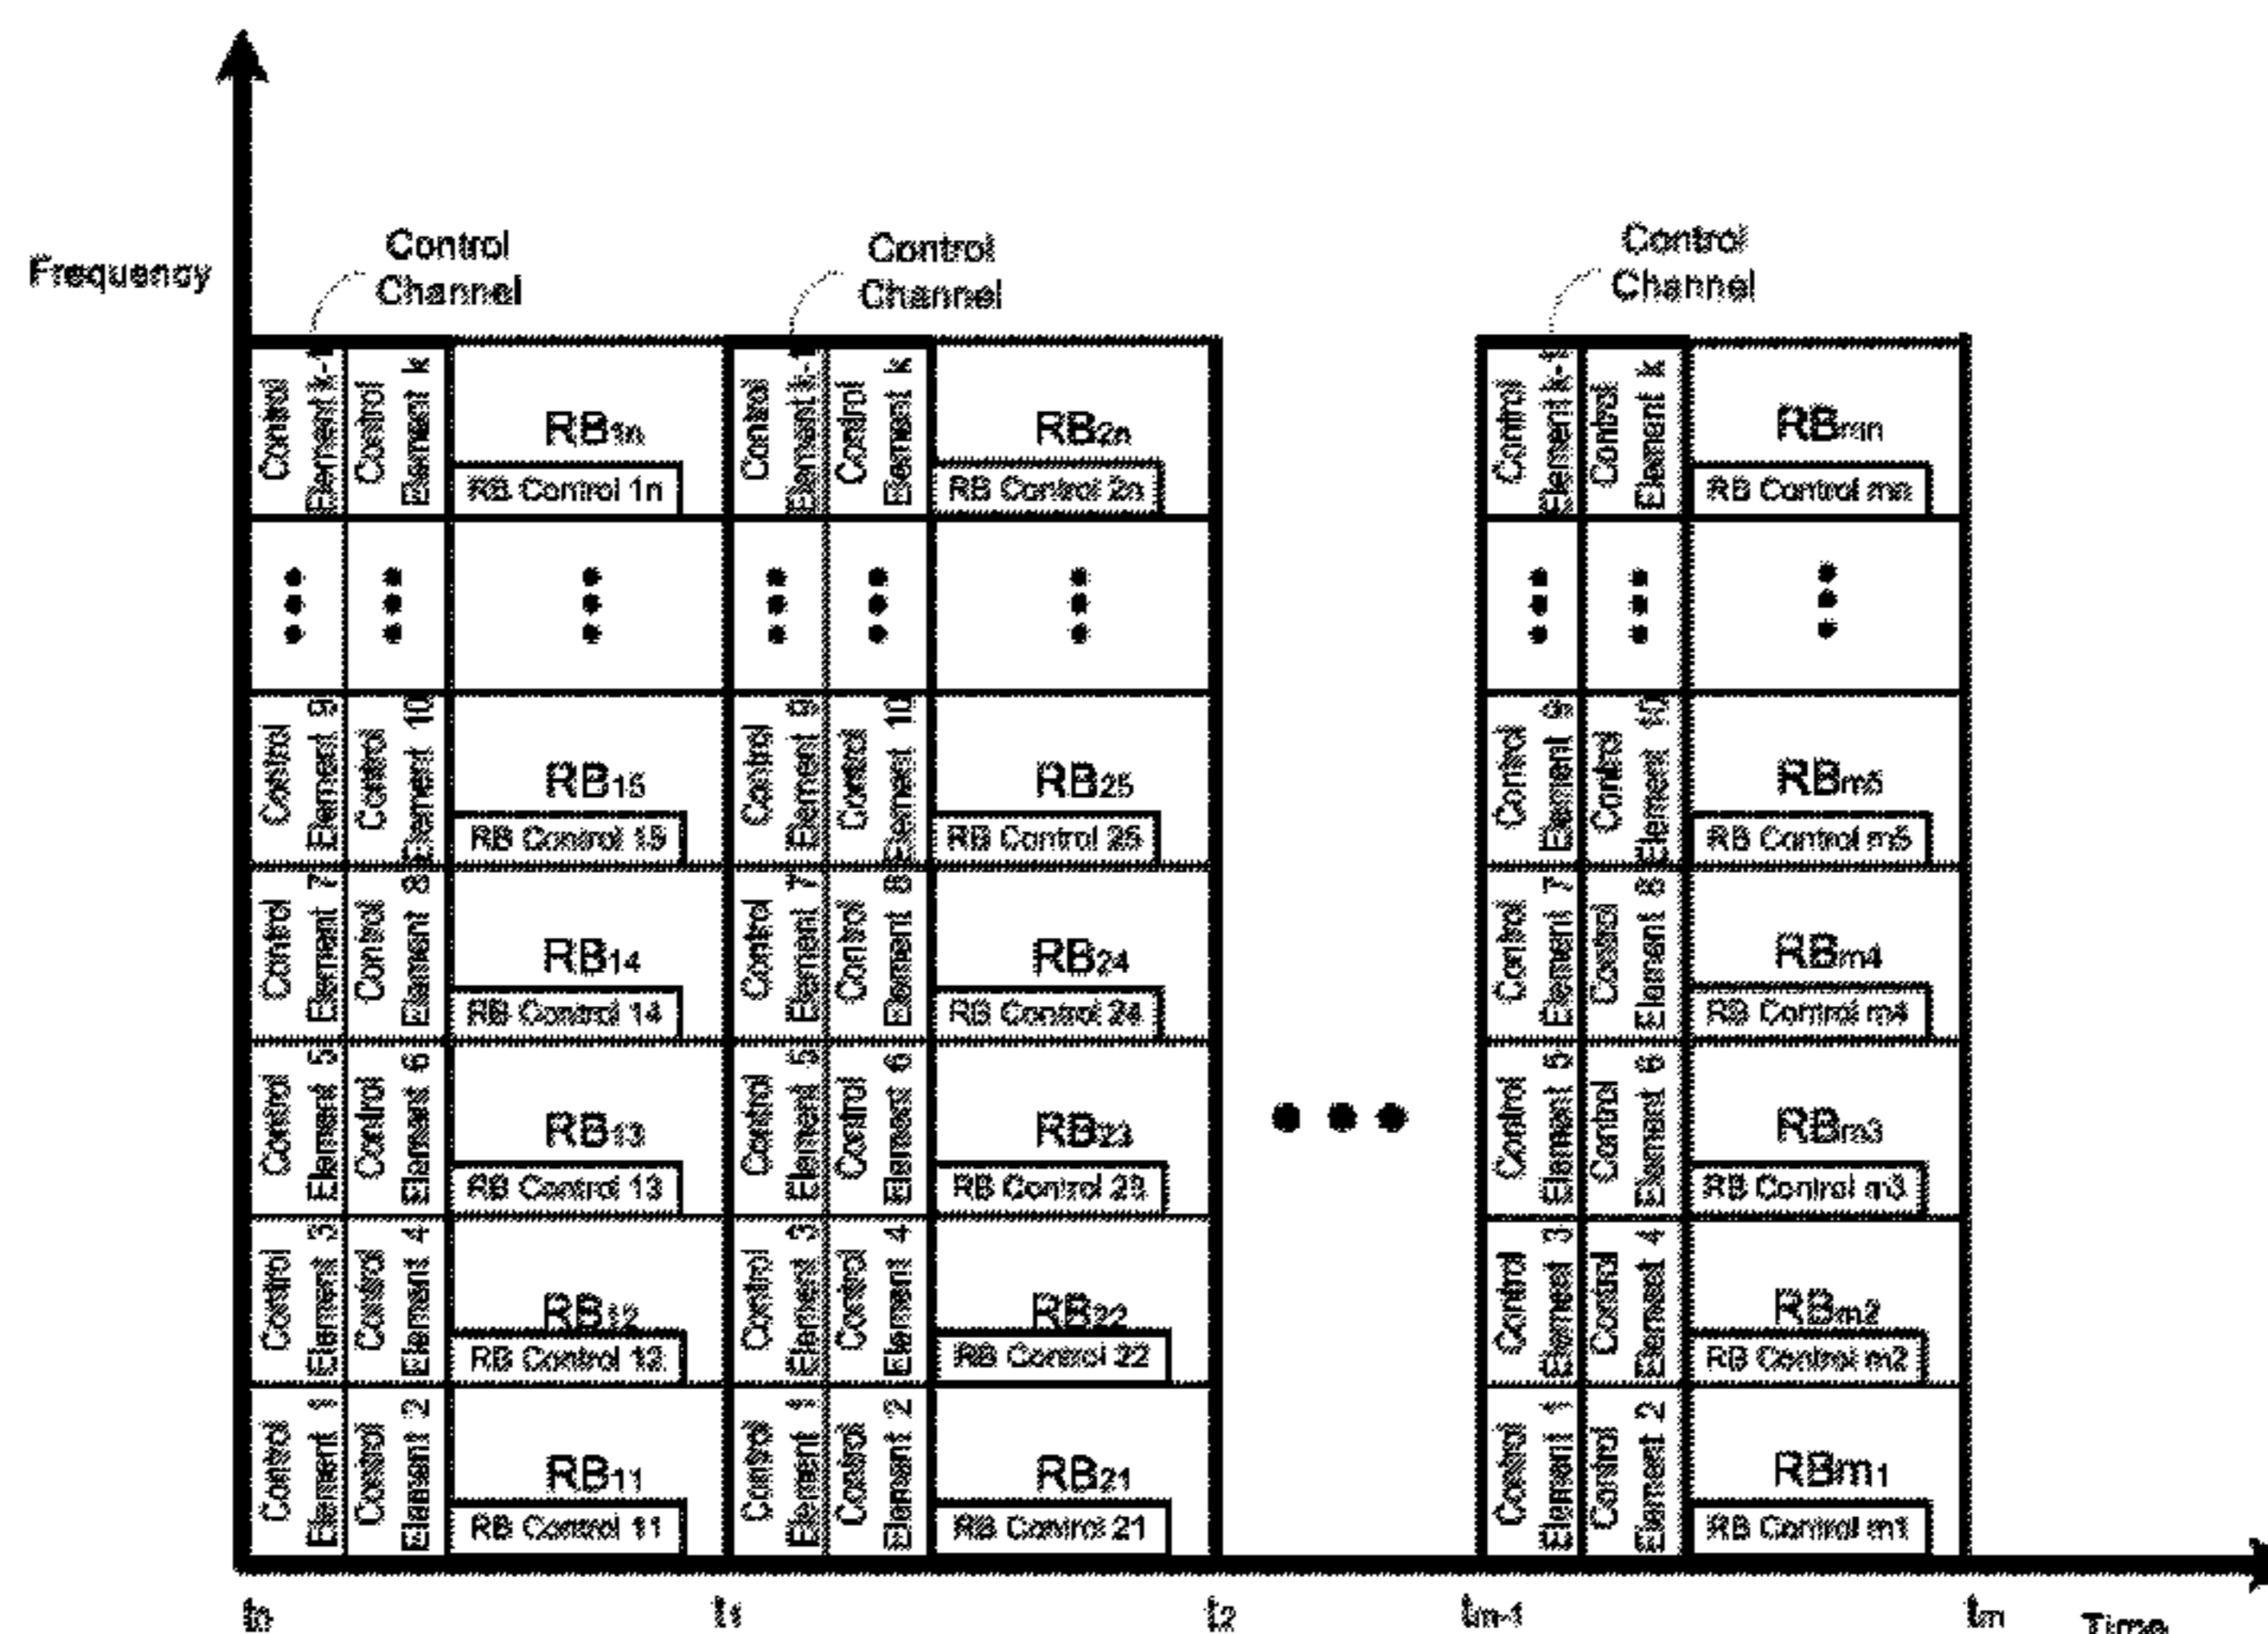 Frequency
Control
Channel
Control
Channel
Control
Channel
Control
Element k-1
Control
Element k
RB1n
RB Control 1n
Control
Element k-1
Control
Element k
RB2n
RB Control 2n
Control
Element k-1
Control
Element k
RBmn
RB Control mn
Control
Element 9
Control
Element 10
RB15
RB Control 15
Control
Element 9
Control
Element 10
RB25
RB Control 25
Control
Element 9
Control
Element 10
RBm5
RB Control m5
Control
Element 7
Control
Element 8
RB14
RB Control 14
Control
Element 7
Control
Element 8
RB24
RB Control 24
Control
Element 7
Control
Element 8
RBm4
RB Control m4
Control
Element 5
Control
Element 6
RB13
RB Control 13
Control
Element 5
Control
Element 6
RB23
RB Control 23
Control
Element 5
Control
Element 6
RBm3
RB Control m3
Control
Element 3
Control
Element 4
RB12
RB Control 12
Control
Element 3
Control
Element 4
RB22
RB Control 22
Control
Element 3
Control
Element 4
RBm2
RB Control m2
Control
Element 1
Control
Element 2
RB11
RB Control 11
Control
Element 1
Control
Element 2
RB21
RB Control 21
Control
Element 1
Control
Element 2
RBm1
RB Control m1
t0
t1
t2
tm-1
tm
Time